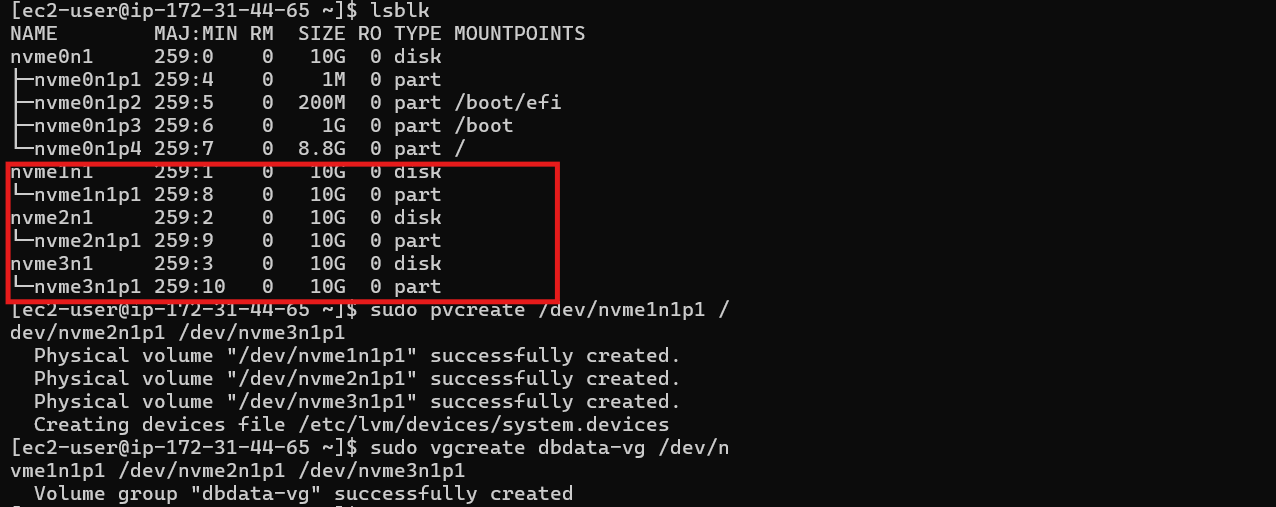 [ec2-user@ip-172-31-44-65 ~]$ lsblk
NAME        MAJ:MIN RM  SIZE RO TYPE MOUNTPOINTS
nvme0n1     259:0    0   10G  0 disk
├─nvme0n1p1 259:4    0    1M  0 part
├─nvme0n1p2 259:5    0  200M  0 part /boot/efi
├─nvme0n1p3 259:6    0    1G  0 part /boot
└─nvme0n1p4 259:7    0  8.8G  0 part /
nvme1n1     259:1    0   10G  0 disk
└─nvme1n1p1 259:8    0   10G  0 part
nvme2n1     259:2    0   10G  0 disk
└─nvme2n1p1 259:9    0   10G  0 part
nvme3n1     259:3    0   10G  0 disk
└─nvme3n1p1 259:10   0   10G  0 part
[ec2-user@ip-172-31-44-65 ~]$ sudo pvcreate /dev/nvme1n1p1 /
dev/nvme2n1p1 /dev/nvme3n1p1
  Physical volume "/dev/nvme1n1p1" successfully created.
  Physical volume "/dev/nvme2n1p1" successfully created.
  Physical volume "/dev/nvme3n1p1" successfully created.
  Creating devices file /etc/lvm/devices/system.devices
[ec2-user@ip-172-31-44-65 ~]$ sudo vgcreate dbdata-vg /dev/n
vme1n1p1 /dev/nvme2n1p1 /dev/nvme3n1p1
  Volume group "dbdata-vg" successfully created